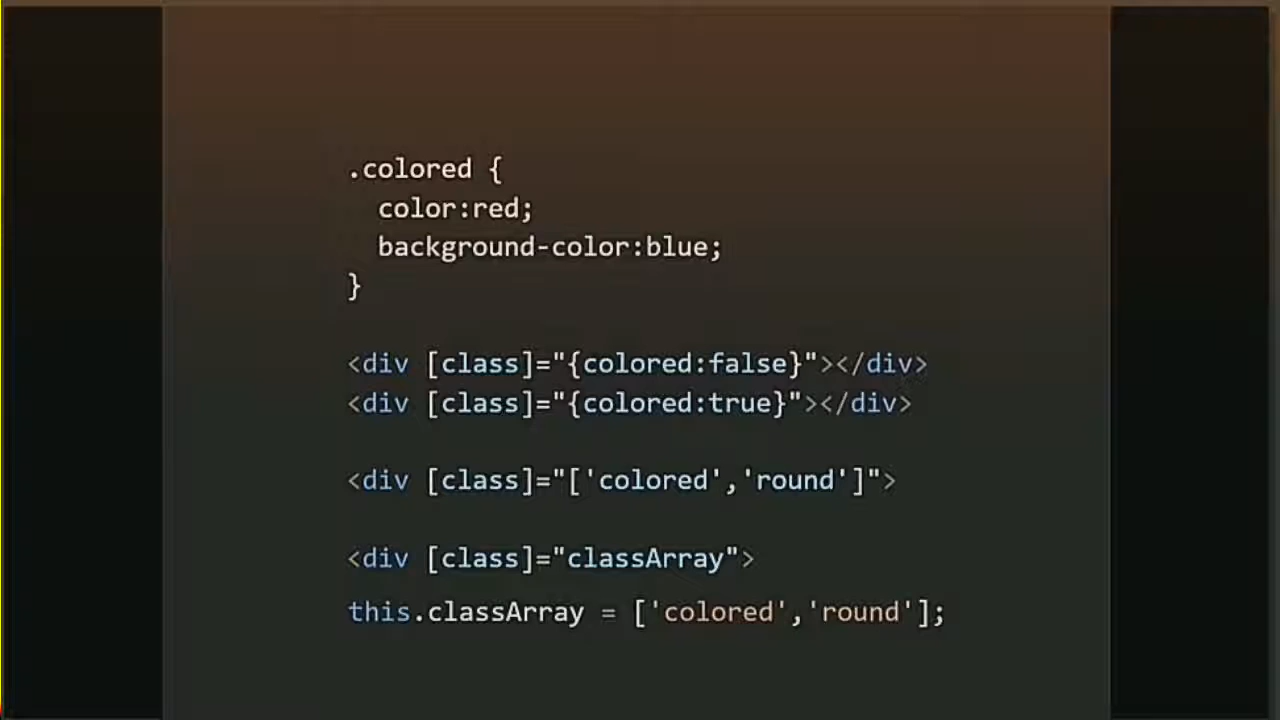 .colored {
  color:red;
  background-color:blue;
}
<div [class]="{colored:false}"></div>
<div [class]="{colored:true}"></div>
<div [class]="['colored','round']">
<div [class]="classArray">
this.classArray = ['colored','round'];